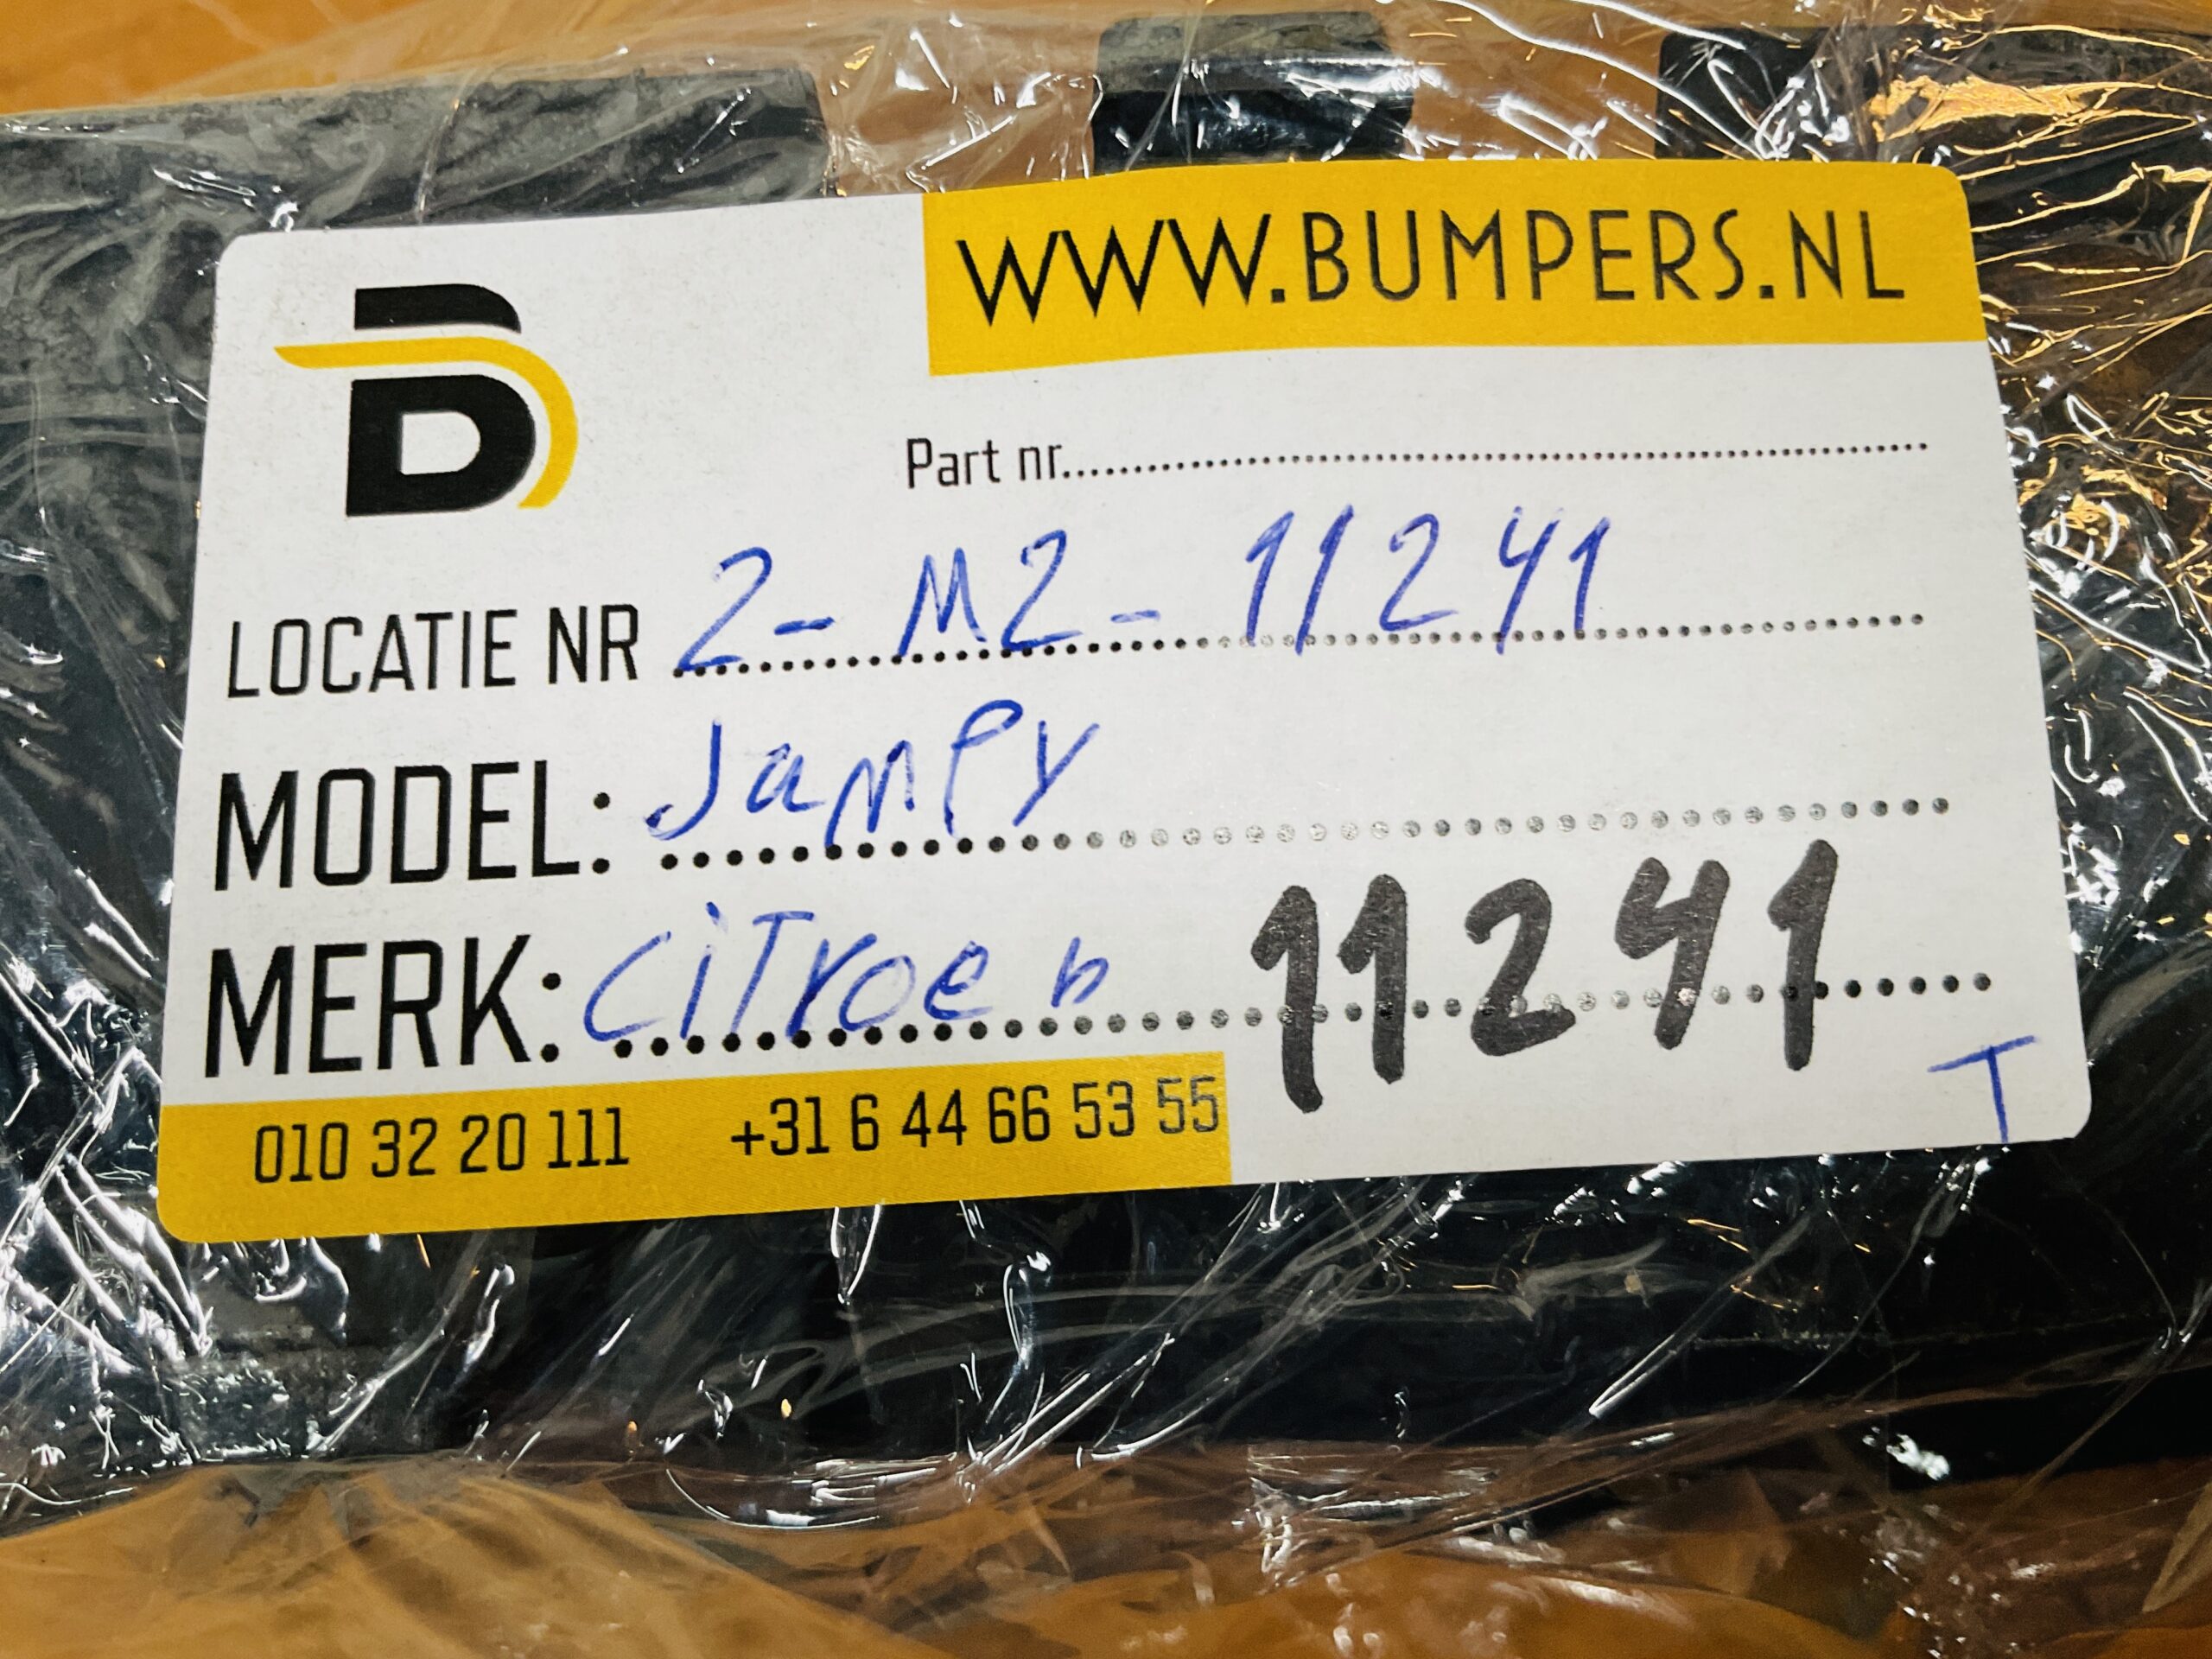 WWW.BUMPERS.NL
B
Part nr..............................
LOCATIE NR 2-M2-11241
MODEL: Jumpy
MERK: CiTroen 11241
T
010 32 20 111 +31 6 44 66 53 55